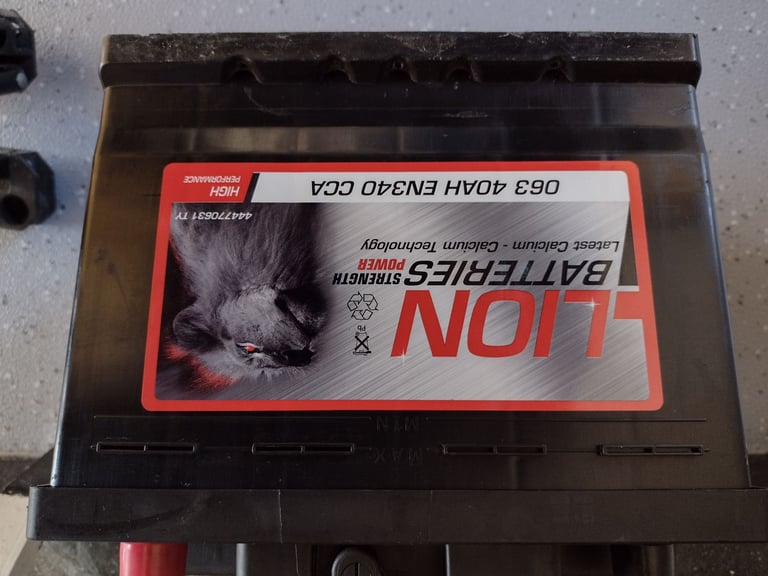 LION
BATTERIES
STRENGTH
POWER
Latest Calcium - Calcium Technology
Pb
444770631 TY
063 40AH EN340 CCA
HIGH
PERFORMANCE
MAX
MIN